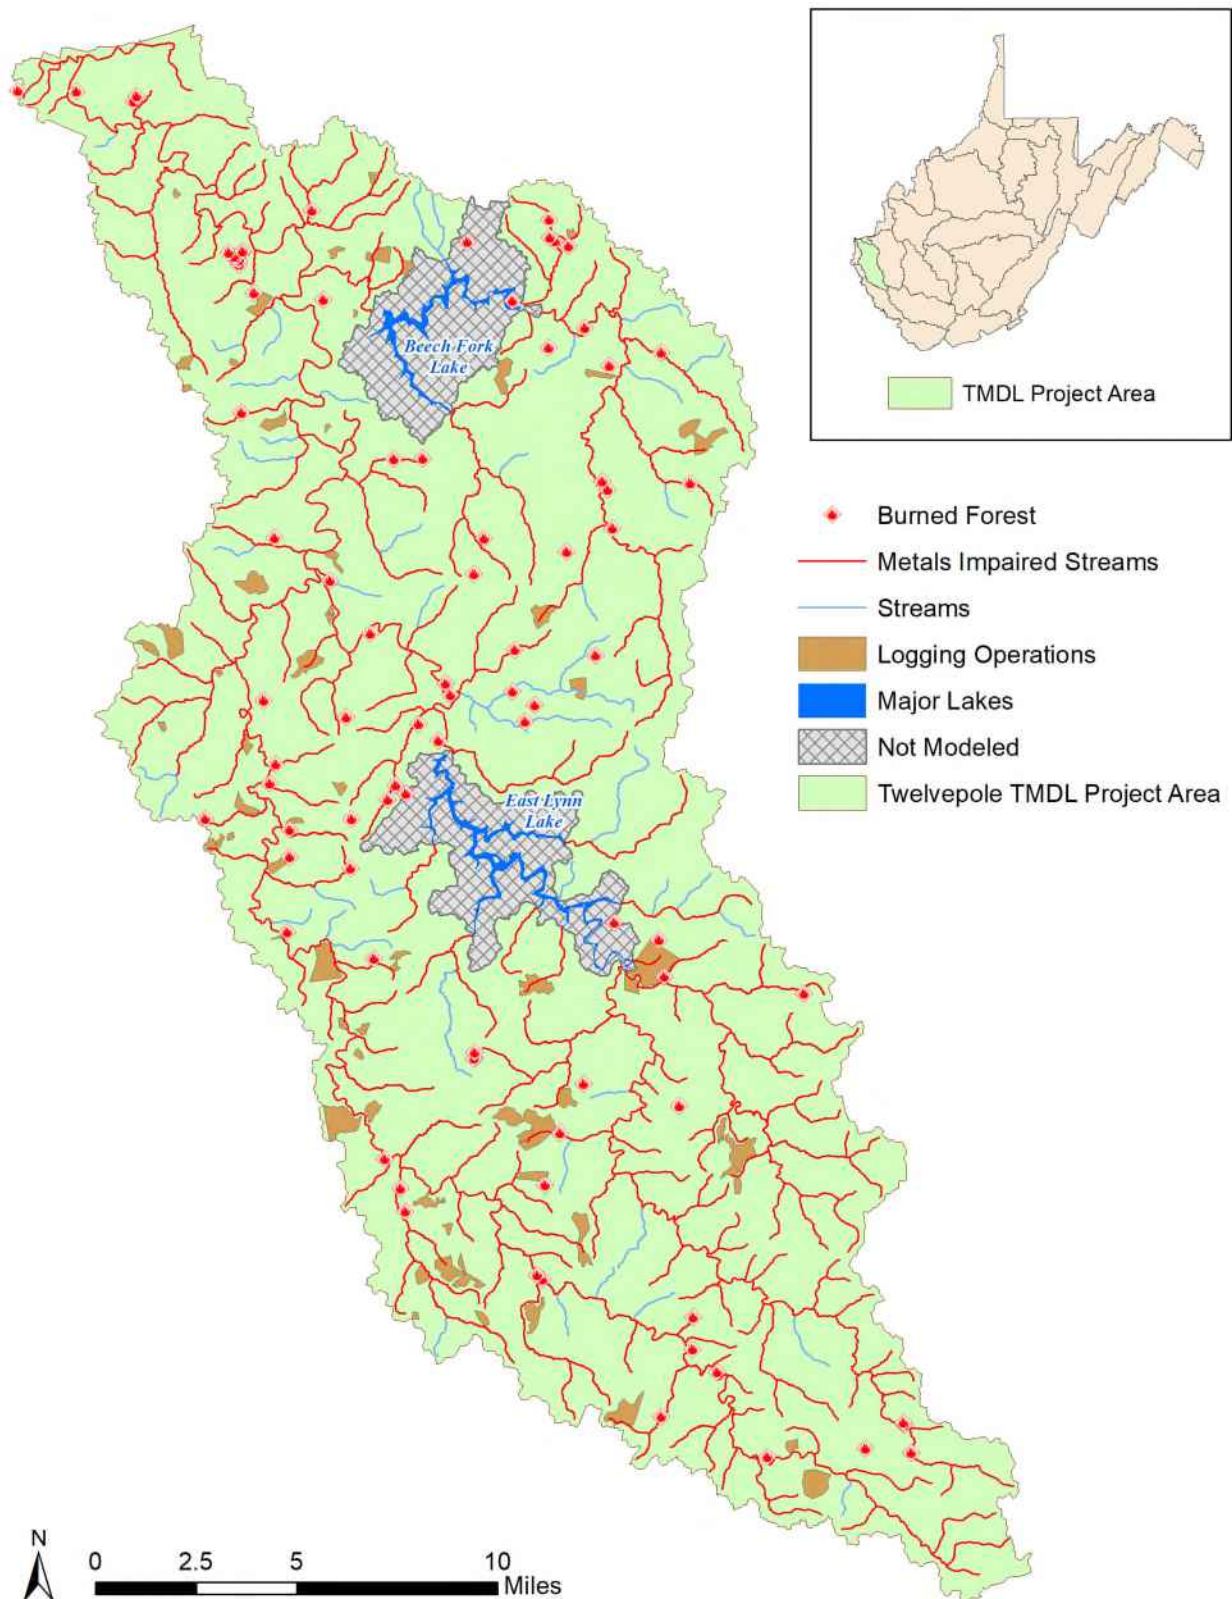 TMDL Project Area
Beech Fork
Lake
Burned Forest
Metals Impaired Streams
Streams
Logging Operations
Major Lakes
Not Modeled
Twelvepole TMDL Project Area
East Lynn
Lake
N
0 2.5 5 10
Miles